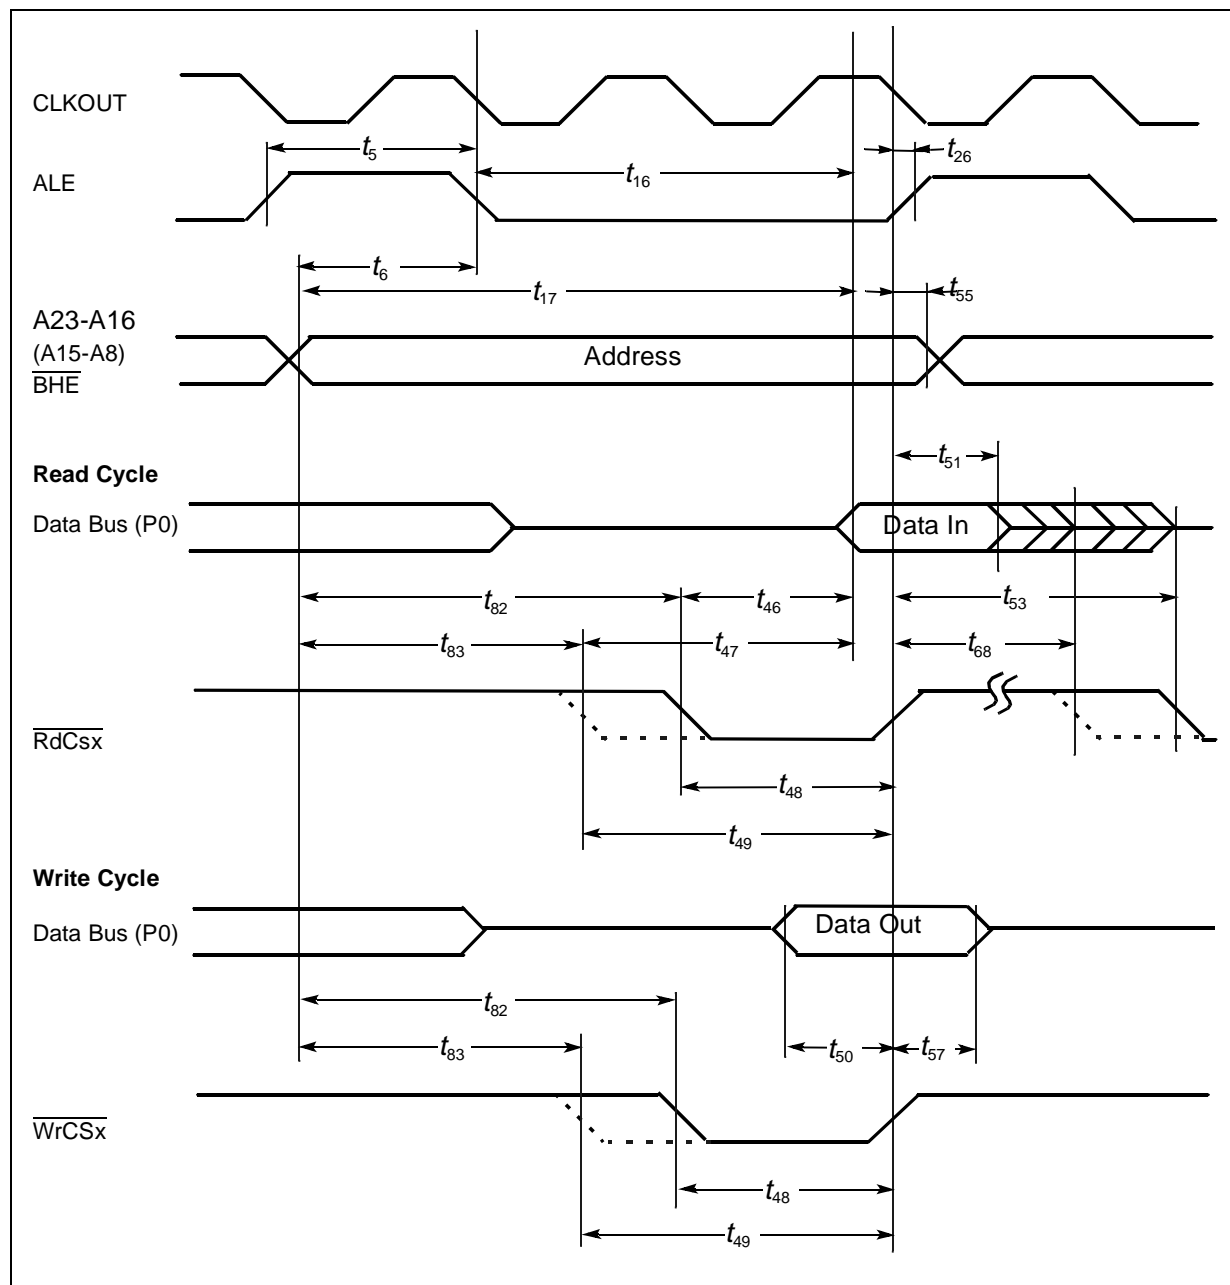 CLKOUT
t5
t26
ALE
t16
t6
t17
t55
A23-A16
(A15-A8)
BHE
Address
t51
Read Cycle
Data Bus (P0)
Data In
t82
t46
t53
t83
t47
t68
RdCsx
t48
t49
Write Cycle
Data Bus (P0)
Data Out
t82
t83
t50
t57
WrCSx
t48
t49